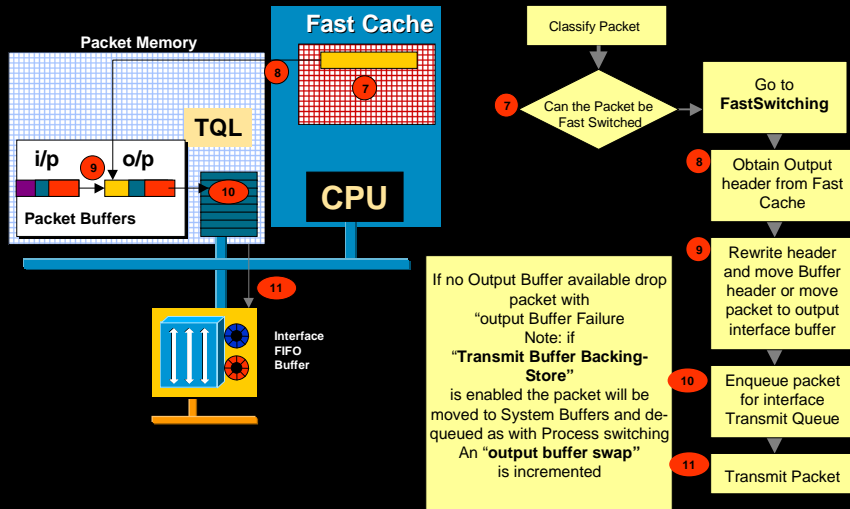 Packet Memory
Fast Cache
8
7
TQL
i/p
9
o/p
10
Packet Buffers
CPU
11
Interface
FIFO
Buffer
If no Output Buffer available drop
packet with
“output Buffer Failure
Note: if
“Transmit Buffer Backing-
Store”
is enabled the packet will be
moved to System Buffers and de-
queued as with Process switching
An “output buffer swap”
is incremented
Classify Packet
7
Can the Packet be
Fast Switched
Go to
FastSwitching
8
Obtain Output
header from Fast
Cache
9
Rewrite header
and move Buffer
header or move
packet to output
interface buffer
10
Enqueue packet
for interface
Transmit Queue
11
Transmit Packet